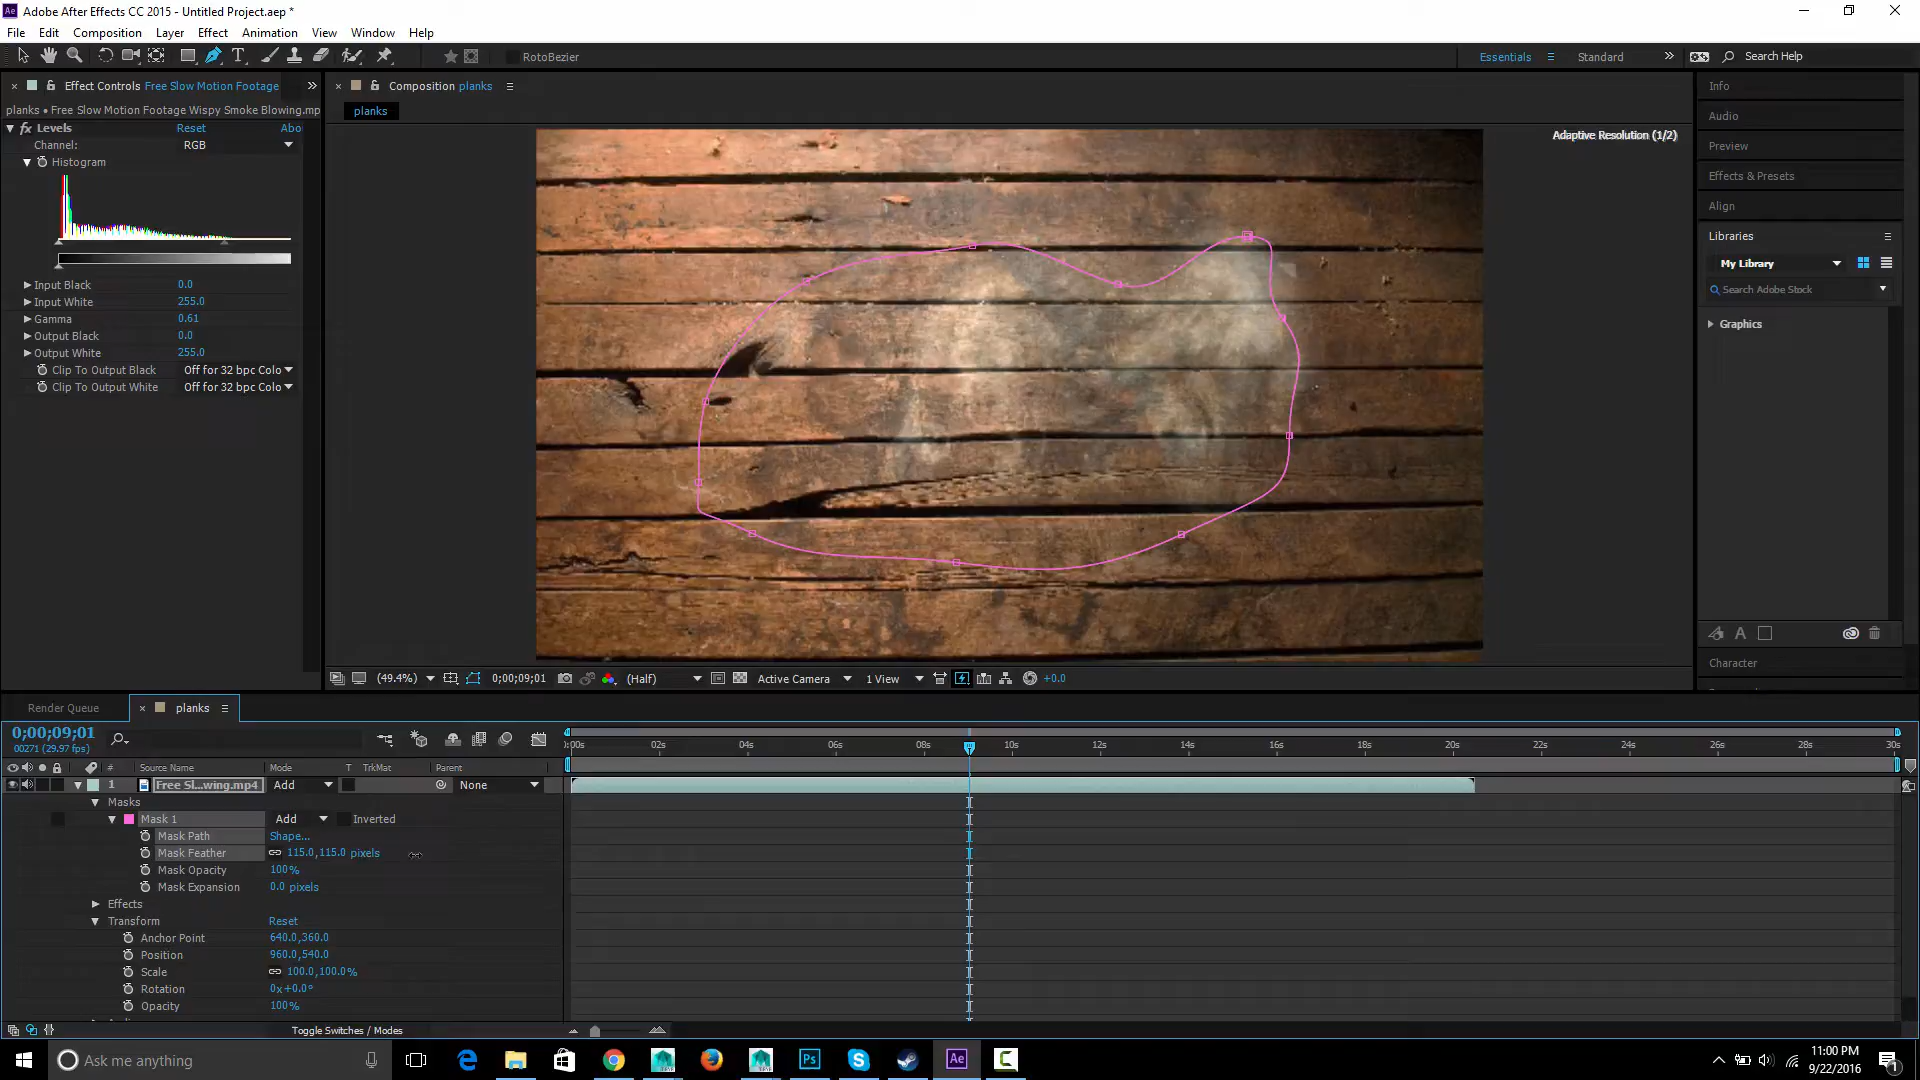 Adobe After Effects CC 2015 - Untitled Project.aep *
File Edit Composition Layer Effect Animation View Window Help
RotoBezier
Essentials Standard Search Help
Effect Controls Free Slow Motion Footage
planks • Free Slow Motion Footage Wispy Smoke Blowing.mp
fx Levels Reset Abo
Channel: RGB
Histogram
Input Black 0.0
Input White 255.0
Gamma 0.61
Output Black 0.0
Output White 255.0
Clip To Output Black Off for 32 bpc Colo
Clip To Output White Off for 32 bpc Colo
Composition planks
planks
Adaptive Resolution (1/2)
(49.4%) 0;00;09;01 (Half) Active Camera 1 View +0.0
Info
Audio
Preview
Effects & Presets
Align
Libraries
My Library
Search Adobe Stock
Graphics
Character
Render Queue planks
0;00;09;01
00271 (29.97 fps)
:00s 02s 04s 06s 08s 10s 12s 14s 16s 18s 20s 22s 24s 26s 28s 30s
# Source Name Mode T TrkMat Parent
1 Free Sl...wing.mp4 Add None
Masks
Mask 1 Add Inverted
Mask Path Shape...
Mask Feather 115.0,115.0 pixels
Mask Opacity 100%
Mask Expansion 0.0 pixels
Effects
Transform Reset
Anchor Point 640.0,360.0
Position 960.0,540.0
Scale 100.0,100.0%
Rotation 0x+0.0°
Opacity 100%
Toggle Switches / Modes
Ask me anything
11:00 PM
9/22/2016